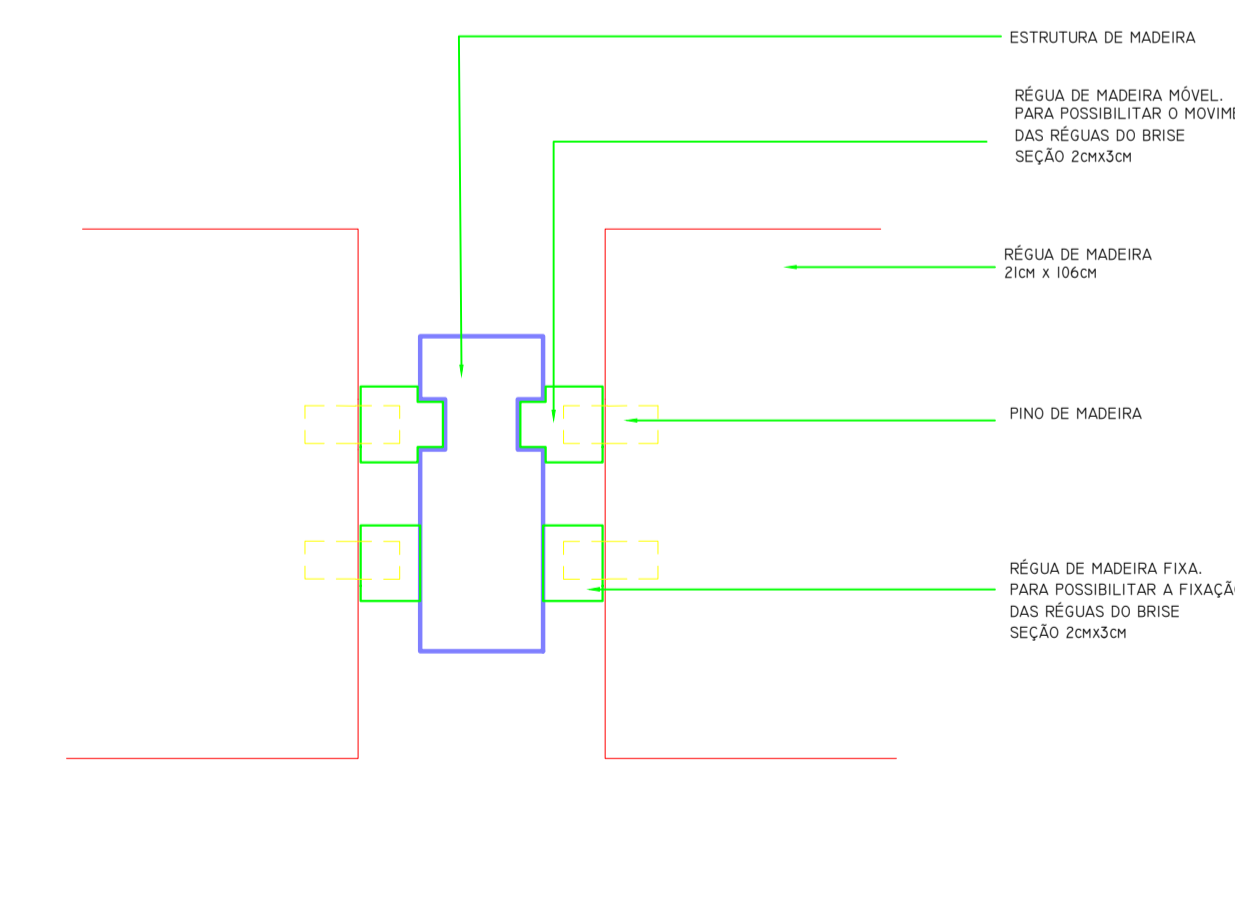 ESTRUTURA DE MADEIRA
RÉGUA DE MADEIRA MÓVEL.
PARA POSSIBILITAR O
DAS RÉGUAS DO BRISE
SEÇÃO 2CMX3CM
RÉGUA DE MADEIRA
21CM X 106CM
PINO DE MADEIRA
RÉGUA DE MADEIRA FIXA.
PARA POSSIBILITAR A
DAS RÉGUAS DO BRISE
SEÇÃO 2CMX3CM